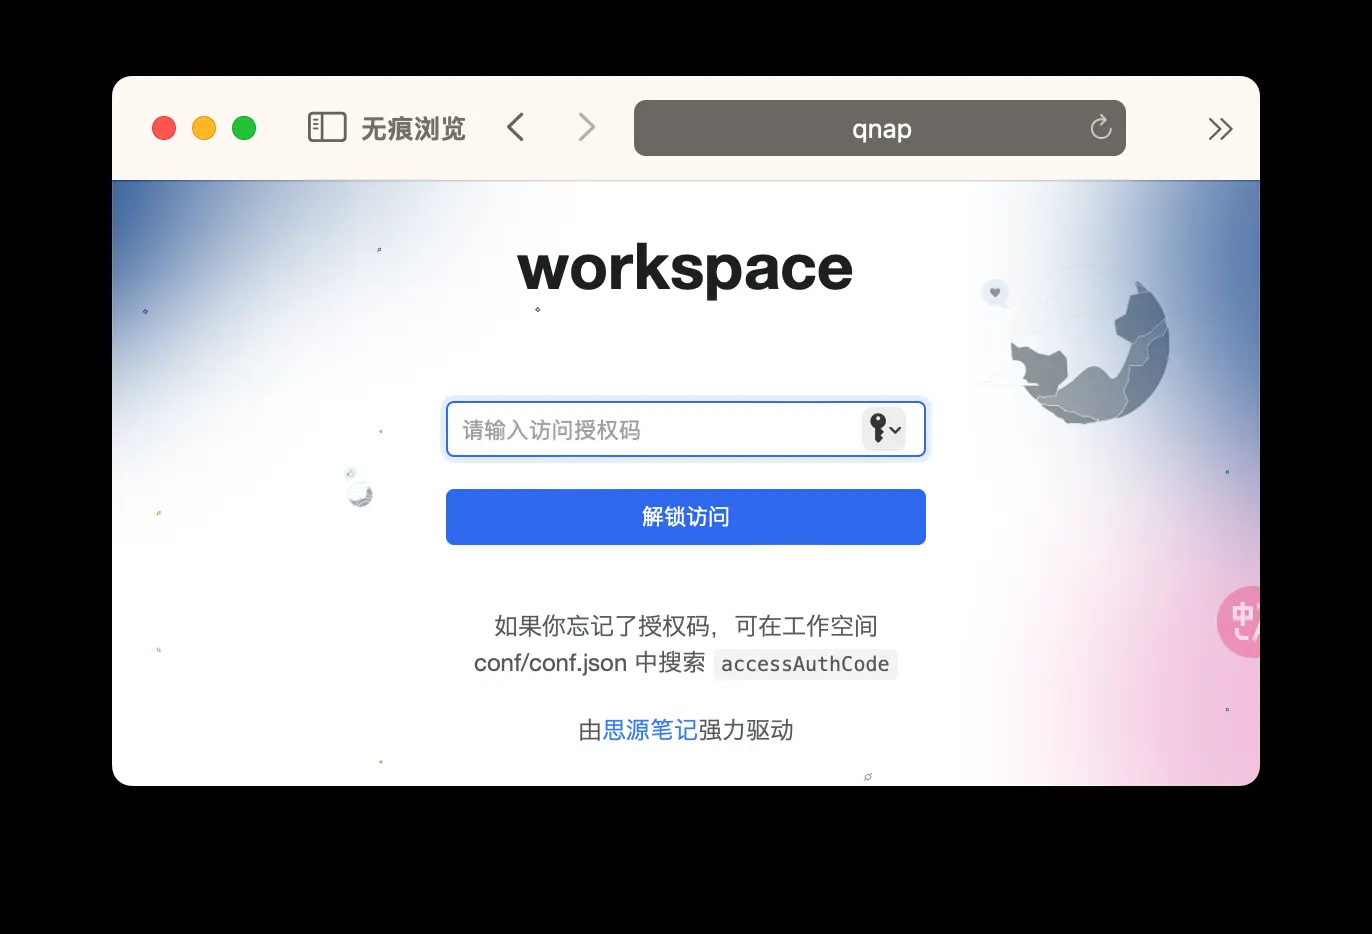 无痕浏览
qnap
workspace
请输入访问授权码
解锁访问
如果你忘记了授权码，可在工作空间
conf/conf.json 中搜索 accessAuthCode
由思源笔记强力驱动
中